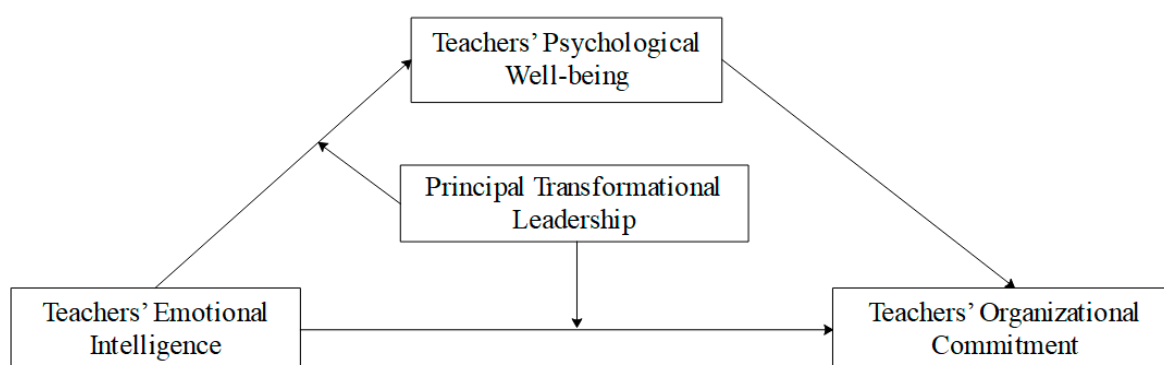 Teachers’ Psychological
Well-being
Principal Transformational
Leadership
Teachers’ Emotional
Intelligence
Teachers’ Organizational
Commitment